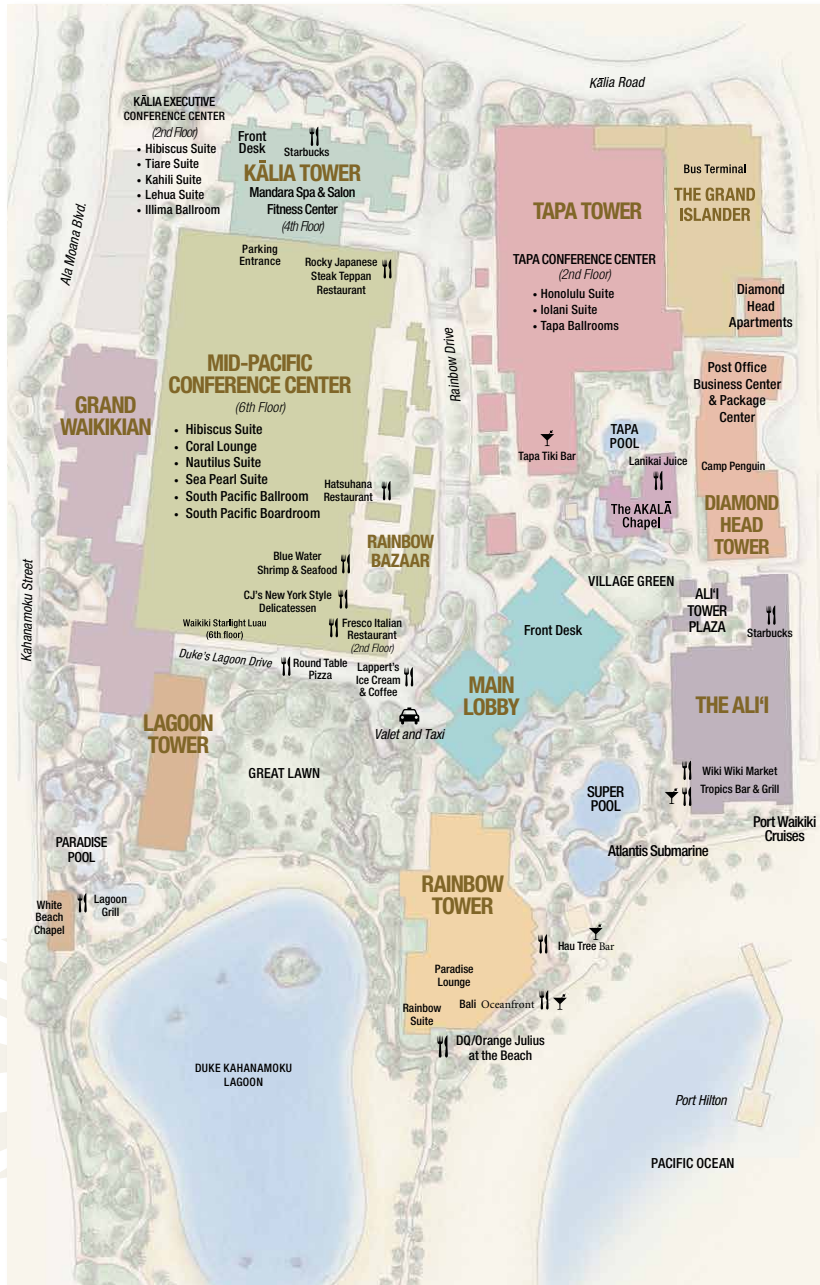 Kālia Road
KĀLIA EXECUTIVE
CONFERENCE CENTER
(2nd Floor)
• Hibiscus Suite
• Tiare Suite
• Kahili Suite
• Lehua Suite
• Illima Ballroom
Front
Desk
Starbucks
KĀLIA TOWER
Mandara Spa & Salon
Fitness Center
(4th Floor)
Ala Moana Blvd.
Parking
Entrance
Rocky Japanese
Steak Teppan
Restaurant
Bus Terminal
THE GRAND
ISLANDER
TAPA TOWER
TAPA CONFERENCE CENTER
(2nd Floor)
• Honolulu Suite
• Iolani Suite
• Tapa Ballrooms
Diamond
Head
Apartments
Rainbow Drive
MID-PACIFIC
CONFERENCE CENTER
(6th Floor)
• Hibiscus Suite
• Coral Lounge
• Nautilus Suite
• Sea Pearl Suite
• South Pacific Ballroom
• South Pacific Boardroom
GRAND
WAIKIKIAN
Post Office
Business Center
& Package
Center
TAPA
POOL
Tapa Tiki Bar
Lanikai Juice
Camp Penguin
The AKALĀ
Chapel
DIAMOND
HEAD
TOWER
Hatsuhana
Restaurant
RAINBOW
BAZAAR
Blue Water
Shrimp & Seafood
CJ's New York Style
Delicatessen
Waikiki Starlight Luau
(6th floor)
Fresco Italian
Restaurant
(2nd Floor)
Kahanamoku Street
VILLAGE GREEN
ALI‘I
TOWER
PLAZA
Starbucks
Front Desk
Duke's Lagoon Drive
Round Table
Pizza
Lappert's
Ice Cream
& Coffee
MAIN
LOBBY
THE ALI‘I
LAGOON
TOWER
Valet and Taxi
GREAT LAWN
Wiki Wiki Market
Tropics Bar & Grill
SUPER
POOL
Port Waikiki
Cruises
PARADISE
POOL
Atlantis Submarine
White
Beach
Chapel
Lagoon
Grill
RAINBOW
TOWER
Hau Tree Bar
Paradise
Lounge
Rainbow
Suite
Bali Oceanfront
DQ/Orange Julius
at the Beach
DUKE KAHANAMOKU
LAGOON
Port Hilton
PACIFIC OCEAN